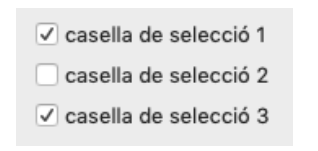 casella de selecció 1
casella de selecció 2
casella de selecció 3